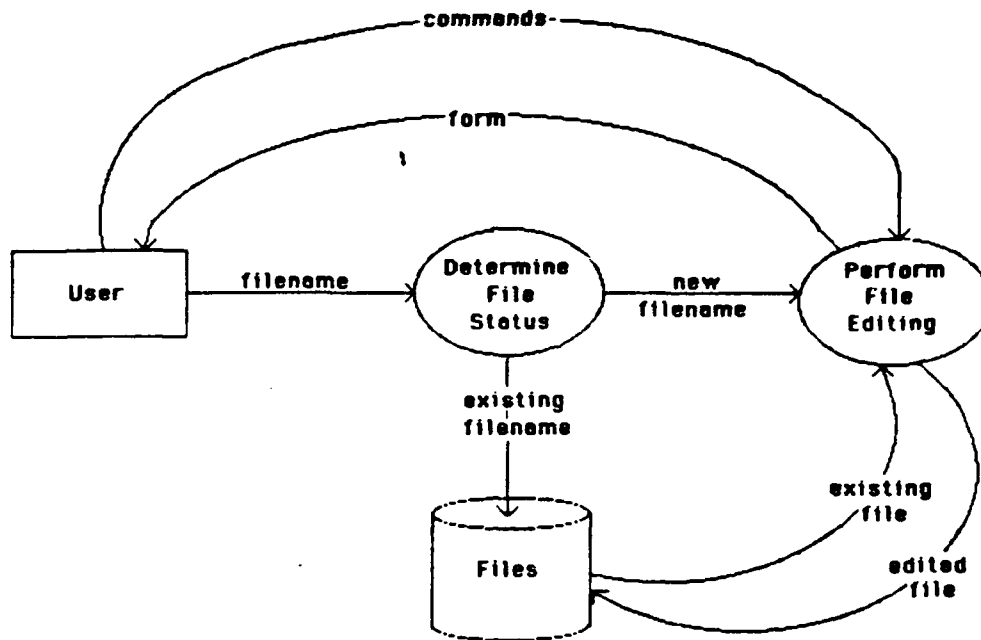 commands
form
User
filename
Determine
File
Status
new
filename
Perform
File
Editing
existing
filename
existing
file
Files
edited
file